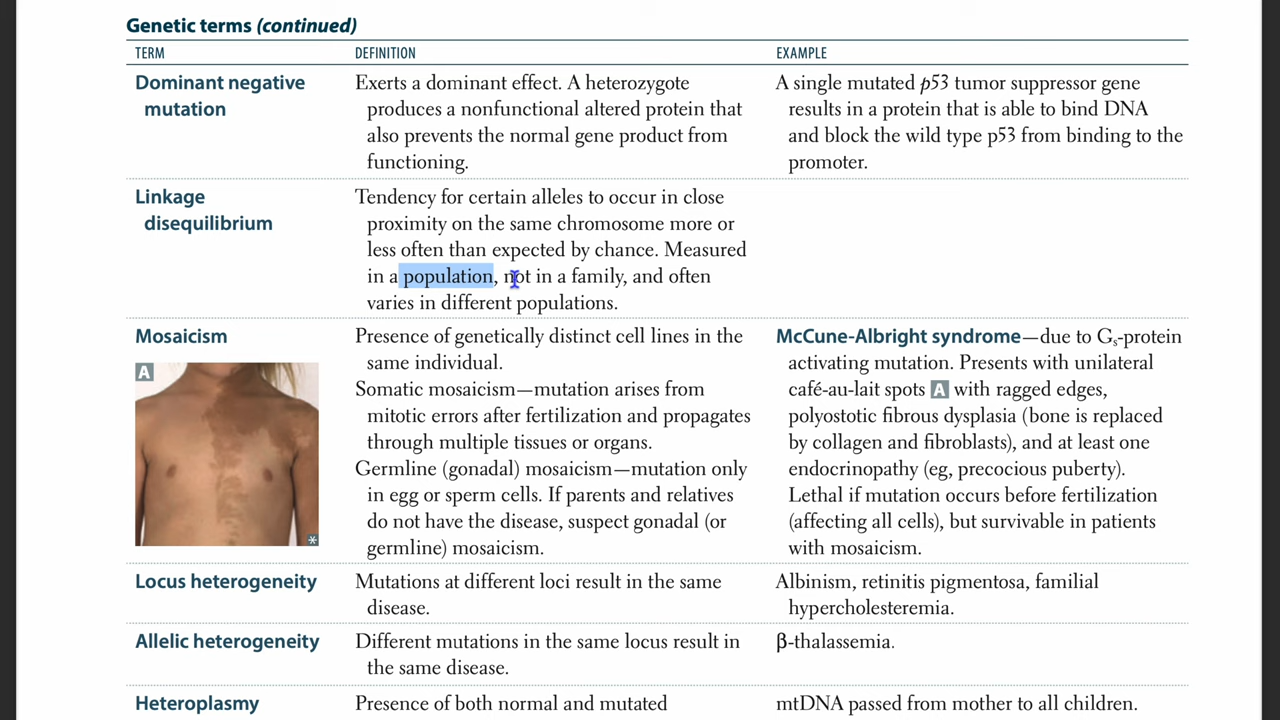 Genetic terms (continued)
TERM DEFINITION EXAMPLE
Dominant negative
mutation
Exerts a dominant effect. A heterozygote
produces a nonfunctional altered protein that
also prevents the normal gene product from
functioning.
A single mutated p53 tumor suppressor gene
results in a protein that is able to bind DNA
and block the wild type p53 from binding to the
promoter.
Linkage
disequilibrium
Tendency for certain alleles to occur in close
proximity on the same chromosome more or
less often than expected by chance. Measured
in a population, not in a family, and often
varies in different populations.
Mosaicism
A
*
Presence of genetically distinct cell lines in the
same individual.
Somatic mosaicism—mutation arises from
mitotic errors after fertilization and propagates
through multiple tissues or organs.
Germline (gonadal) mosaicism—mutation only
in egg or sperm cells. If parents and relatives
do not have the disease, suspect gonadal (or
germline) mosaicism.
McCune-Albright syndrome—due to Gs-protein
activating mutation. Presents with unilateral
café-au-lait spots A with ragged edges,
polyostotic fibrous dysplasia (bone is replaced
by collagen and fibroblasts), and at least one
endocrinopathy (eg, precocious puberty).
Lethal if mutation occurs before fertilization
(affecting all cells), but survivable in patients
with mosaicism.
Locus heterogeneity
Mutations at different loci result in the same
disease.
Albinism, retinitis pigmentosa, familial
hypercholesteremia.
Allelic heterogeneity
Different mutations in the same locus result in
the same disease.
β-thalassemia.
Heteroplasmy
Presence of both normal and mutated
mtDNA passed from mother to all children.